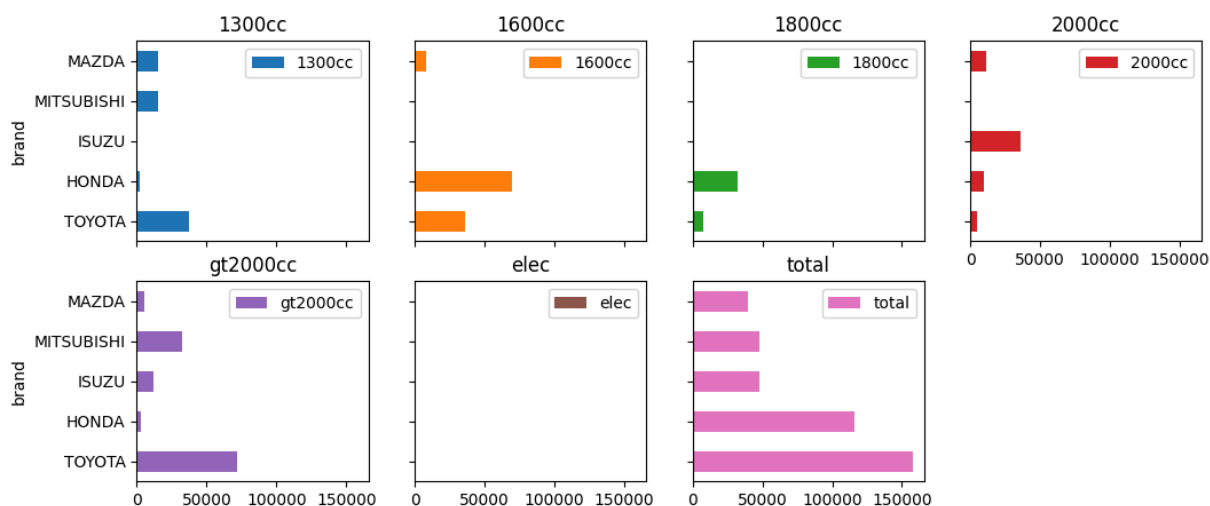 1300cc
1600cc
1800cc
2000cc
MAZDA
1300cc
1600cc
1800cc
2000cc
MITSUBISHI
brand
ISUZU
HONDA
TOYOTA
0 50000 100000 150000
gt2000cc
elec
total
MAZDA
gt2000cc
elec
total
MITSUBISHI
brand
ISUZU
HONDA
TOYOTA
0 50000 100000 150000
0 50000 100000 150000
0 50000 100000 150000